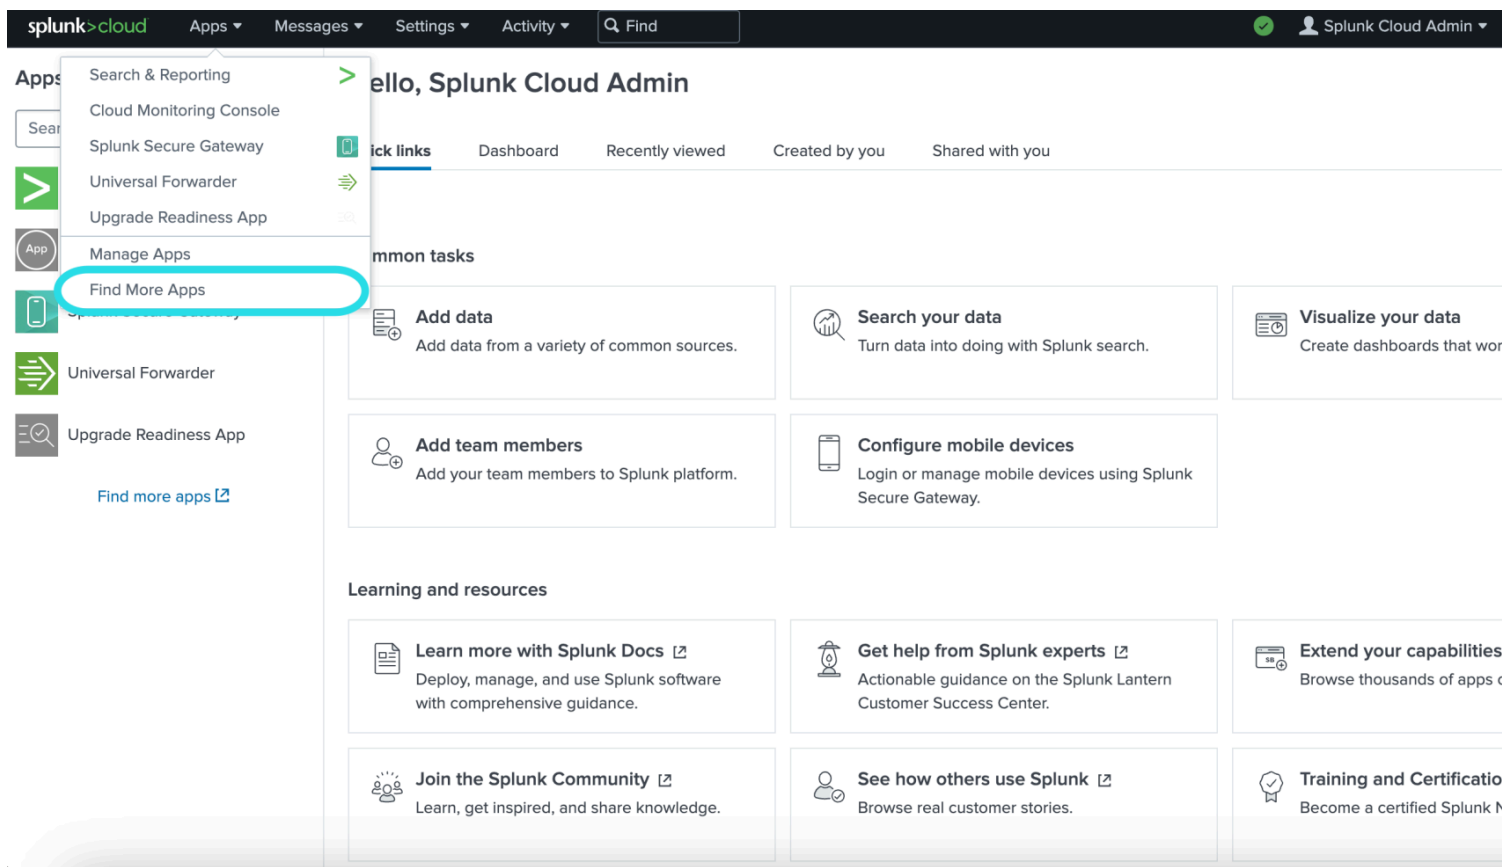 splunk>cloud
Apps
Messages
Settings
Activity
Find
Splunk Cloud Admin
Apps
Search & Reporting
Cloud Monitoring Console
Splunk Secure Gateway
Universal Forwarder
Upgrade Readiness App
Manage Apps
Find More Apps
App
Universal Forwarder
Upgrade Readiness App
Find more apps
ello, Splunk Cloud Admin
ick links
Dashboard
Recently viewed
Created by you
Shared with you
mmon tasks
Add data
Add data from a variety of common sources.
Search your data
Turn data into doing with Splunk search.
Visualize your data
Create dashboards that wor
Add team members
Add your team members to Splunk platform.
Configure mobile devices
Login or manage mobile devices using Splunk
Secure Gateway.
Learning and resources
Learn more with Splunk Docs
Deploy, manage, and use Splunk software
with comprehensive guidance.
Get help from Splunk experts
Actionable guidance on the Splunk Lantern
Customer Success Center.
SB
Extend your capabilities
Browse thousands of apps
Join the Splunk Community
Learn, get inspired, and share knowledge.
See how others use Splunk
Browse real customer stories.
Training and Certificatio
Become a certified Splunk